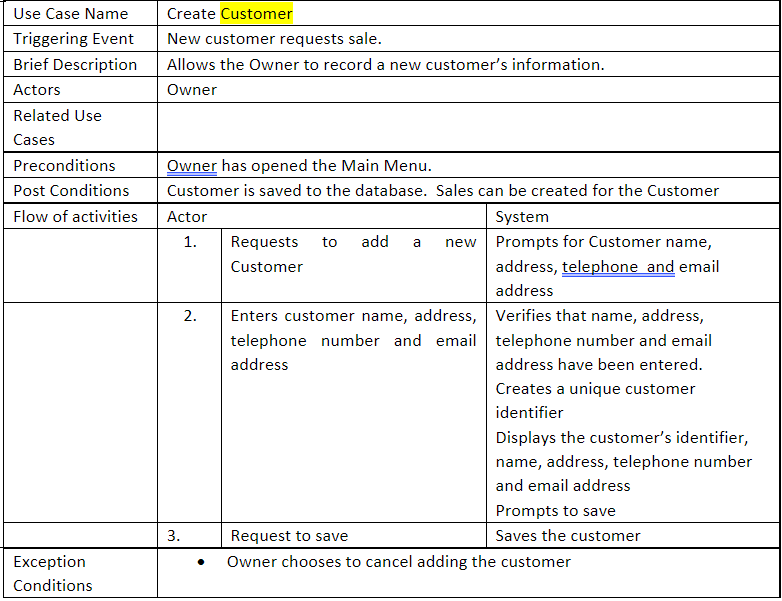 Use Case Name Create Customer
Triggering Event New customer requests sale.
Brief Description Allows the Owner to record a new customer's information.
Actors Owner
Related Use
Cases
Preconditions Owner has opened the Main Menu.
Post Conditions Customer is saved to the database. Sales can be created for the Customer
Flow of activities Actor System
1. Requests to add a new Prompts for Customer name,
Customer address, telephone and email
address
2. Enters customer name, address, Verifies that name, address,
telephone number and email telephone number and email
address address have been entered.
Creates a unique customer
identifier
Displays the customer's identifier,
name, address, telephone number
and email address
Prompts to save
3. Request to save Saves the customer
Exception • Owner chooses to cancel adding the customer
Conditions